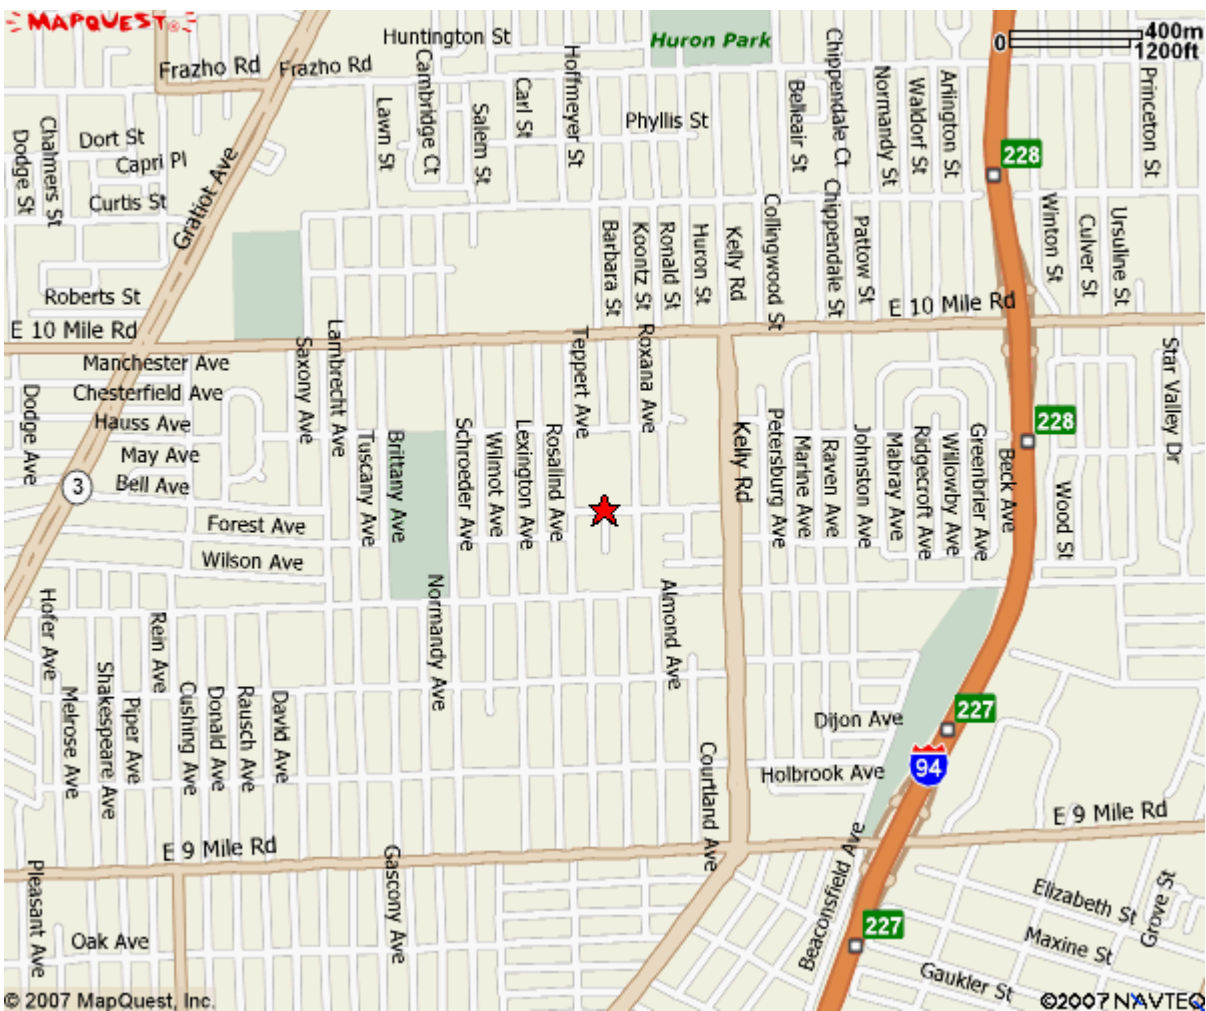 MAPQUEST®
Huntington St
Huron Park
0 400m
1200ft
Frazho Rd
Frazho Rd
Cambridge Ct
Hoffmeyer St
Chippendale Ct
Normandy St
Arlington St
Waldorf St
Princeton St
Belleair St
Carl St
Salem St
Lawn St
Phyllis St
Chalmers St
Dodge St
Dort St
Capri Pl
Curtis St
Gratiot Ave
228
Barbara St
Koontz St
Ronald St
Huron St
Kelly Rd
Collingwood St
Chippendale St
Pattow St
Winton St
Culver St
Ursuline St
Roberts St
E 10 Mile Rd
E 10 Mile Rd
Manchester Ave
Chesterfield Ave
Hauss Ave
May Ave
Bell Ave
Dodge Ave
Saxony Ave
Lambrecht Ave
Teppert Ave
Roxana Ave
Star Valley Dr
228
3
Tuscany Ave
Brittany Ave
Schroeder Ave
Wilmot Ave
Lexington Ave
Rosalind Ave
Kelly Rd
Petersburg Ave
Marine Ave
Raven Ave
Johnston Ave
Mabray Ave
Ridgecroft Ave
Willowby Ave
Greenbrier Ave
Beck Ave
Wood St
Forest Ave
Wilson Ave
Hofer Ave
Melrose Ave
Shakespeare Ave
Piper Ave
Rein Ave
Cushing Ave
Donald Ave
Rausch Ave
David Ave
Normandy Ave
Almond Ave
Dijon Ave
227
Holbrook Ave
94
Courtland Ave
E 9 Mile Rd
E 9 Mile Rd
Pleasant Ave
Gascony Ave
Beaconsfield Ave
Elizabeth St
Grove St
227
Maxine St
Oak Ave
Gaukler St
© 2007 MapQuest, Inc.
©2007 NAVTEQ